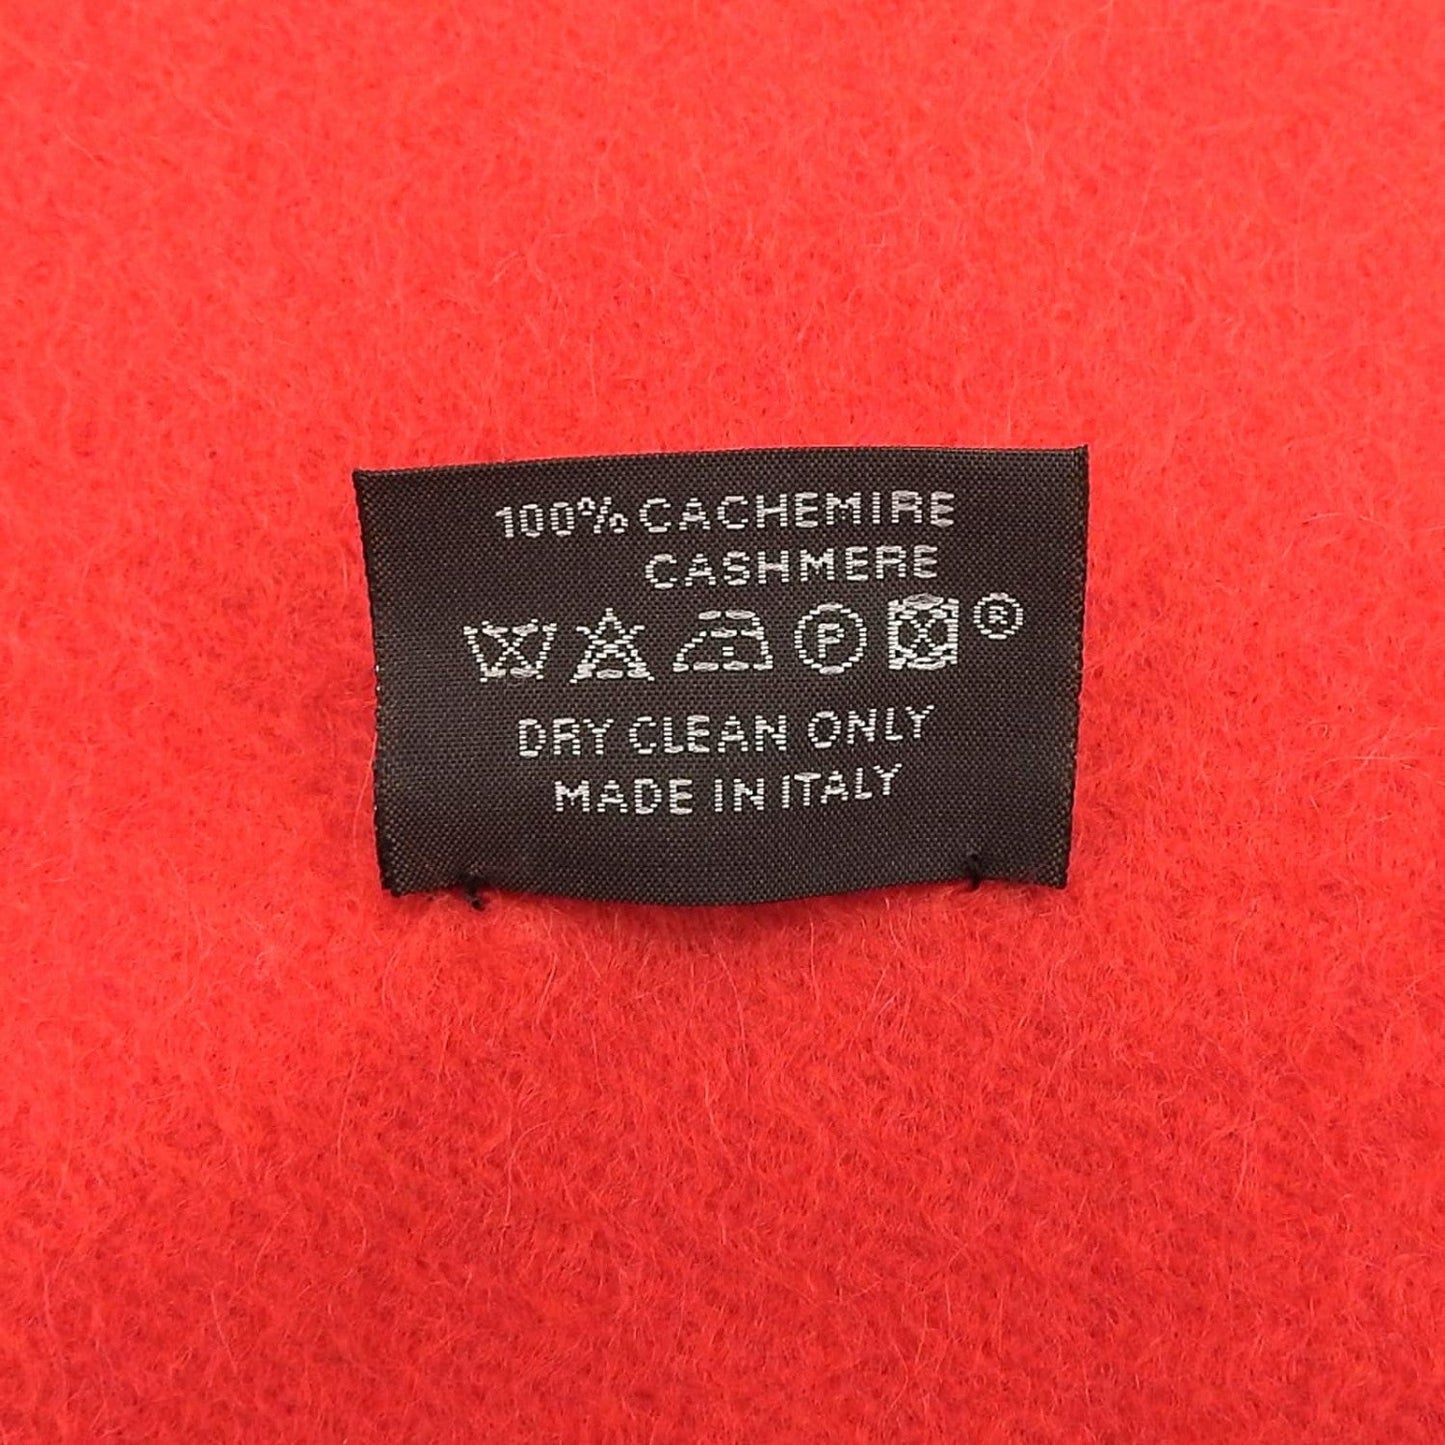 100% CACHEMIRE
CASHMERE
P ®
DRY CLEAN ONLY
MADE IN ITALY